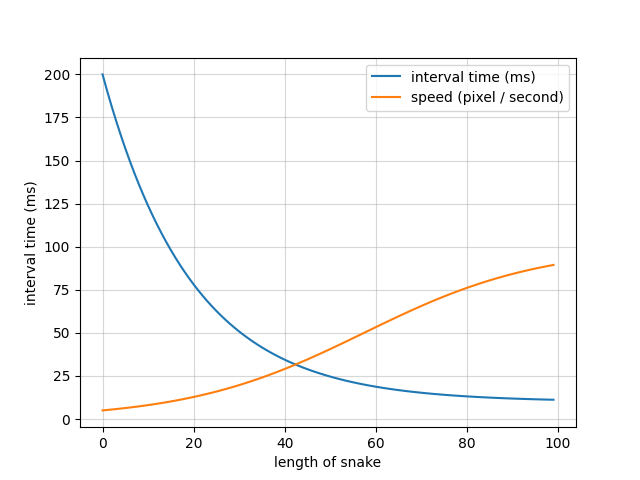 interval time (ms)
speed (pixel / second)
200
175
150
125
100
75
50
25
0
interval time (ms)
0 20 40 60 80 100
length of snake